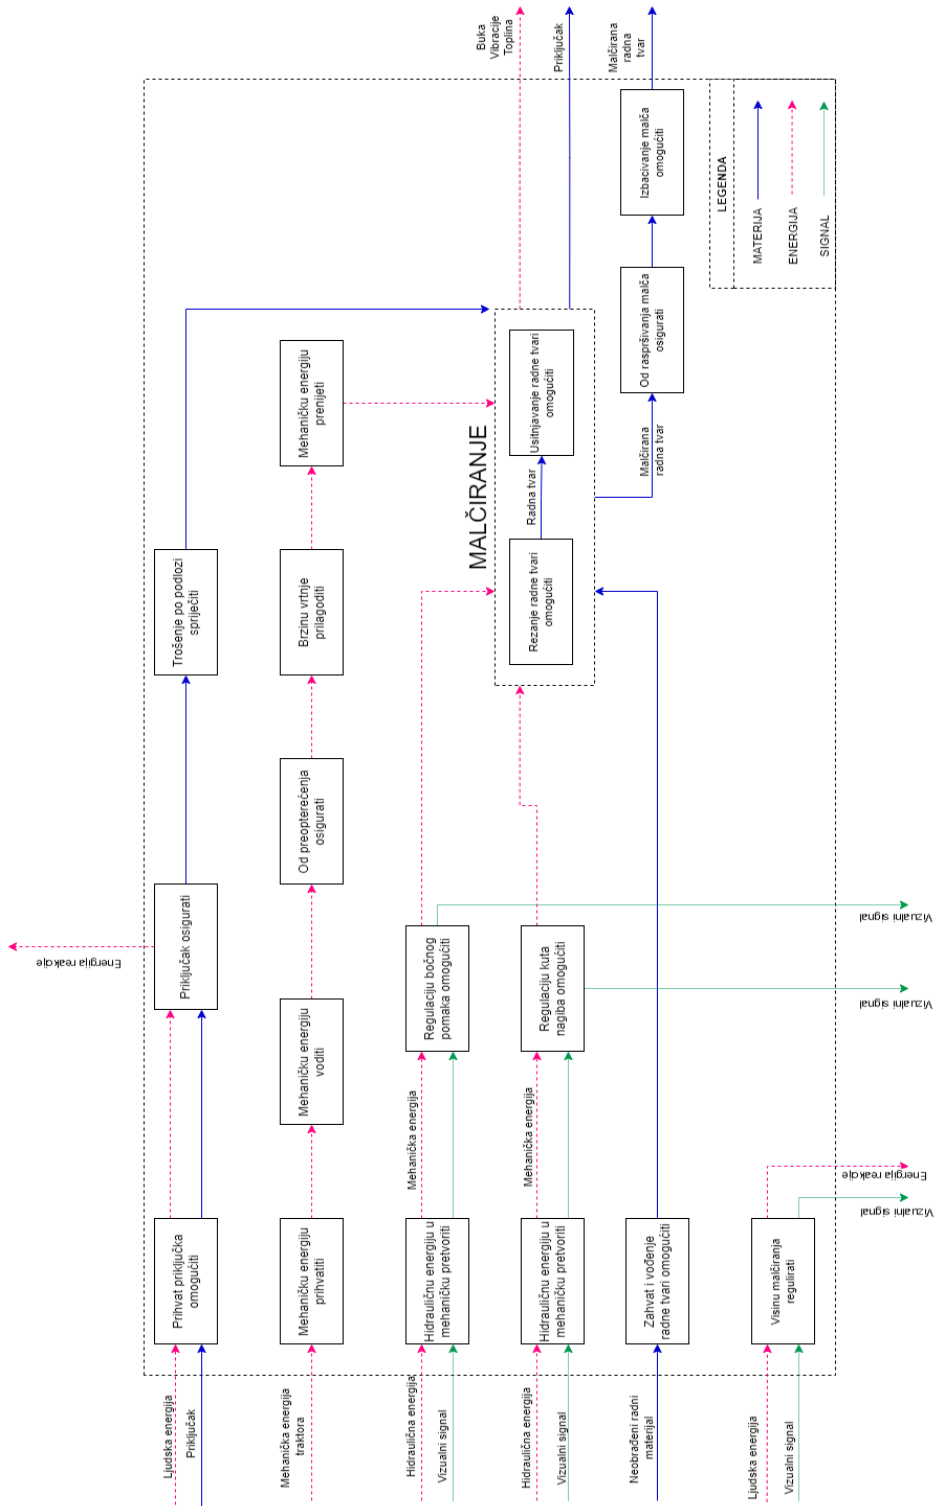 Ljudska energija
Priključak
Prihvat priključka
omogućiti
Priključak osigurati
Energija reakcije
Trošenje po podlozi
spriječiti
Mehanička energija
traktora
Mehaničku energiju
prihvatiti
Mehaničku energiju
voditi
Od preopterećenja
osigurati
Brzinu vrtnje
prilagoditi
Mehaničku energiju
prenijeti
Hidraulična energija
Vizualni signal
Hidrauličnu energiju u
mehaničku pretvoriti
Mehanička energija
Regulaciju bočnog
pomaka omogućiti
Vizualni signal
Hidraulična energija
Vizualni signal
Hidrauličnu energiju u
mehaničku pretvoriti
Mehanička energija
Regulaciju kuta
nagiba omogućiti
Vizualni signal
MALČIRANJE
Rezanje radne tvari
omogućiti
Radna tvar
Usitnjavanje radne tvari
omogućiti
Buka
Vibracije
Toplina
Priključak
Neobrađeni radni
materijal
Zahvat i vođenje
radne tvari omogućiti
Malčirana
radna tvar
Od raspršivanja malča
osigurati
Izbacivanje malča
omogućiti
Malčirana
radna
tvar
Ljudska energija
Vizualni signal
Visinu malčiranja
regulirati
Energija reakcije
Vizualni signal
LEGENDA
MATERIJA
ENERGIJA
SIGNAL